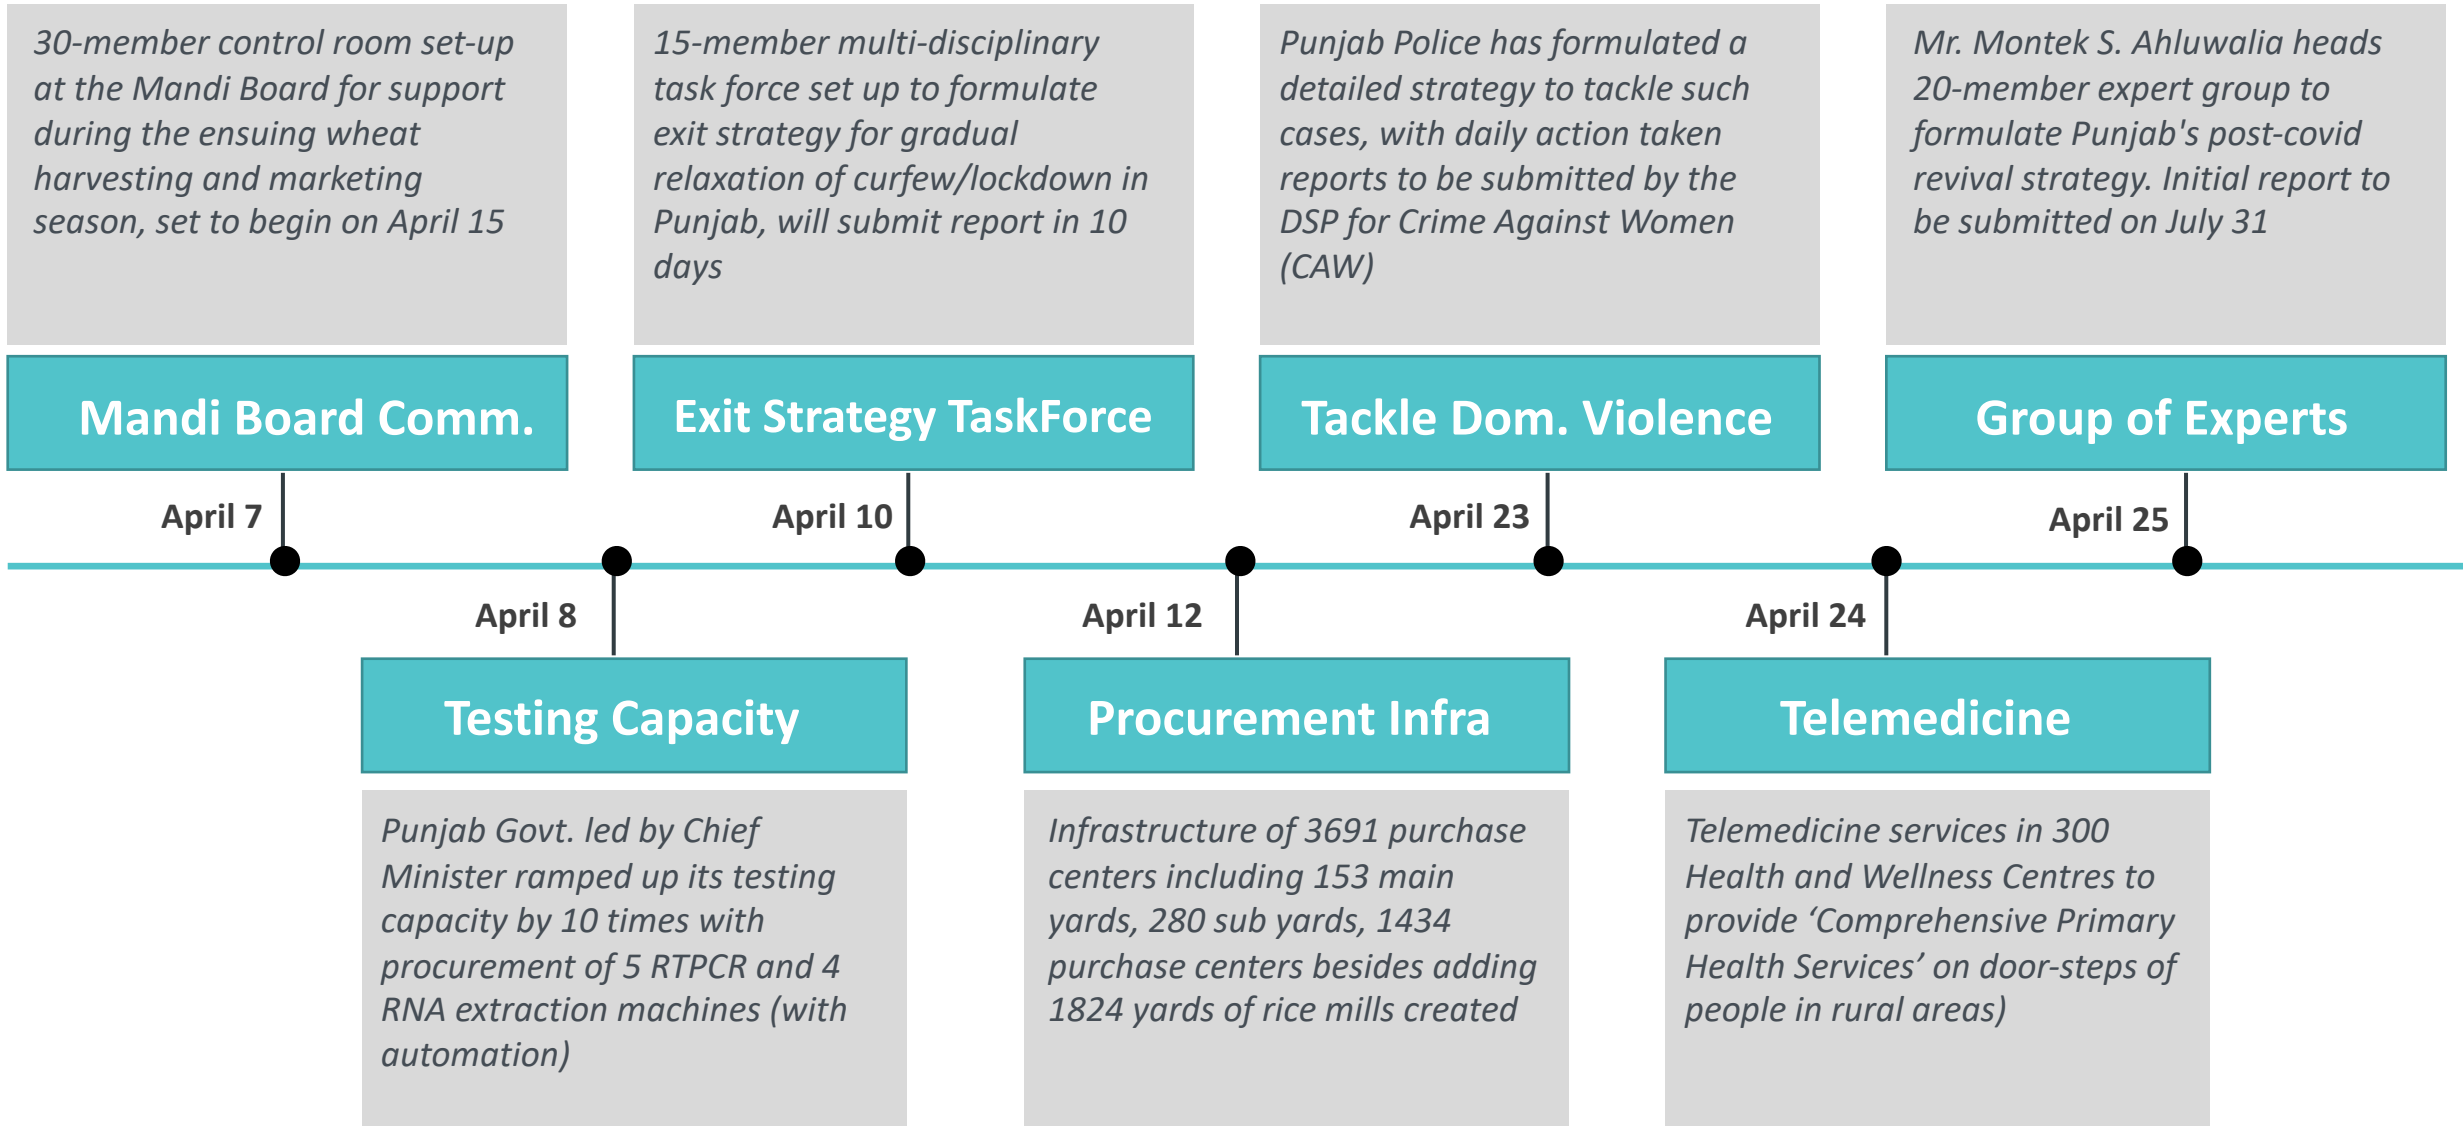 30-member control room set-up
at the Mandi Board for support
during the ensuing wheat
harvesting and marketing
season, set to begin on April 15
Mandi Board Comm.
April 7
15-member multi-disciplinary
task force set up to formulate
exit strategy for gradual
relaxation of curfew/lockdown in
Punjab, will submit report in 10
days
Exit Strategy TaskForce
April 10
Punjab Police has formulated a
detailed strategy to tackle such
cases, with daily action taken
reports to be submitted by the
DSP for Crime Against Women
(CAW)
Tackle Dom. Violence
April 23
Mr. Montek S. Ahluwalia heads
20-member expert group to
formulate Punjab's post-covid
revival strategy. Initial report to
be submitted on July 31
Group of Experts
April 25
April 8
Testing Capacity
Punjab Govt. led by Chief
Minister ramped up its testing
capacity by 10 times with
procurement of 5 RTPCR and 4
RNA extraction machines (with
automation)
April 12
Procurement Infra
Infrastructure of 3691 purchase
centers including 153 main
yards, 280 sub yards, 1434
purchase centers besides adding
1824 yards of rice mills created
April 24
Telemedicine
Telemedicine services in 300
Health and Wellness Centres to
provide ‘Comprehensive Primary
Health Services’ on door-steps of
people in rural areas)